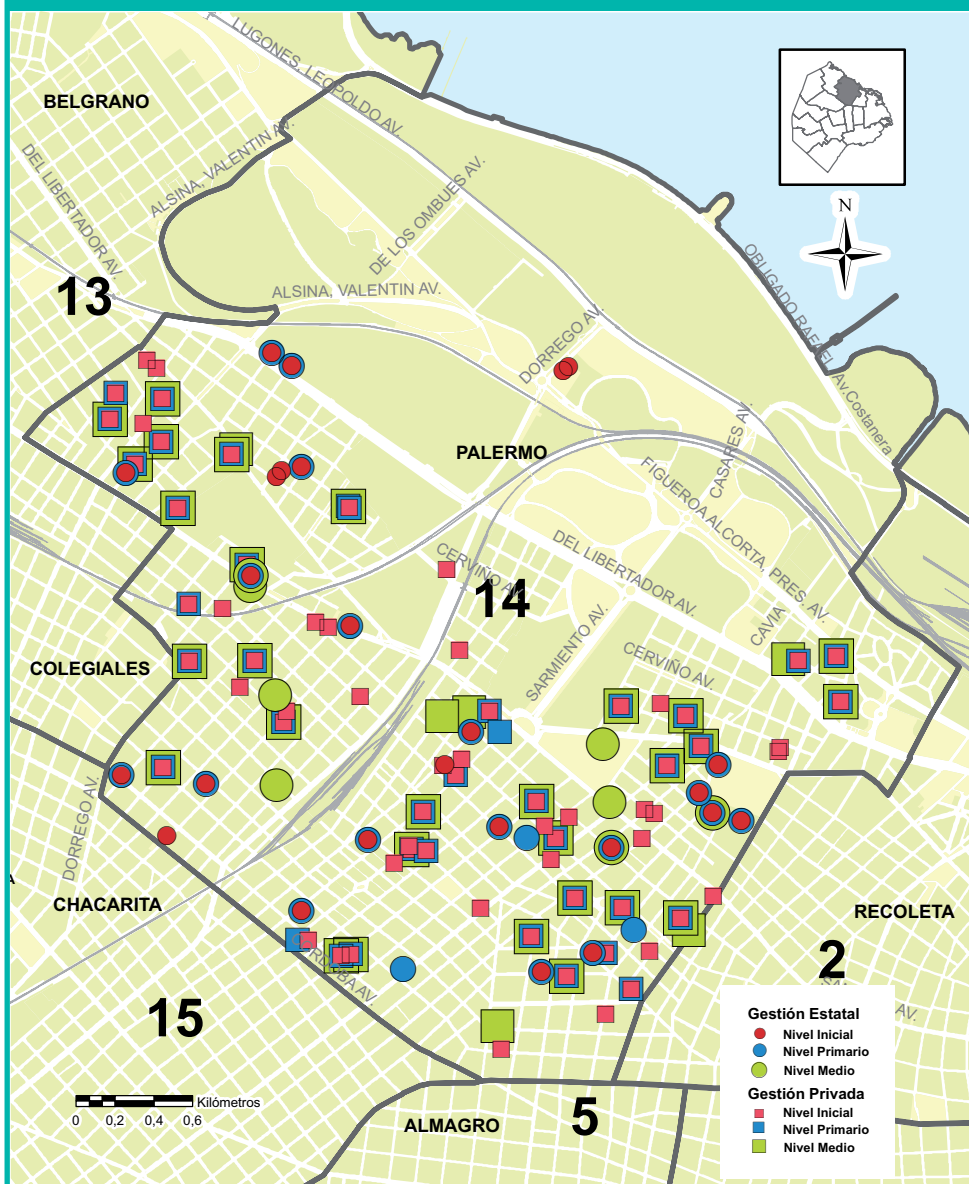 LUGONES, LEOPOLDO AV.
BELGRANO
DEL LIBERTADOR AV.
ALSINA, VALENTIN AV.
DE LOS OMBUES AV.
N
OBLIGADO RAFAEL, Av.Costanera
13
ALSINA, VALENTIN AV.
DORREGO AV.
CASARES AV.
PALERMO
FIGUEROA ALCORTA, PRES. AV.
DEL LIBERTADOR AV.
CERVIÑO AV.
14
CAVIA
SARMIENTO AV.
CERVIÑO AV.
COLEGIALES
DORREGO AV.
CHACARITA
RECOLETA
2
15
AV.
Gestión Estatal
Nivel Inicial
Nivel Primario
Nivel Medio
Gestión Privada
Nivel Inicial
Nivel Primario
Nivel Medio
Kilómetros
0 0,2 0,4 0,6
ALMAGRO
5